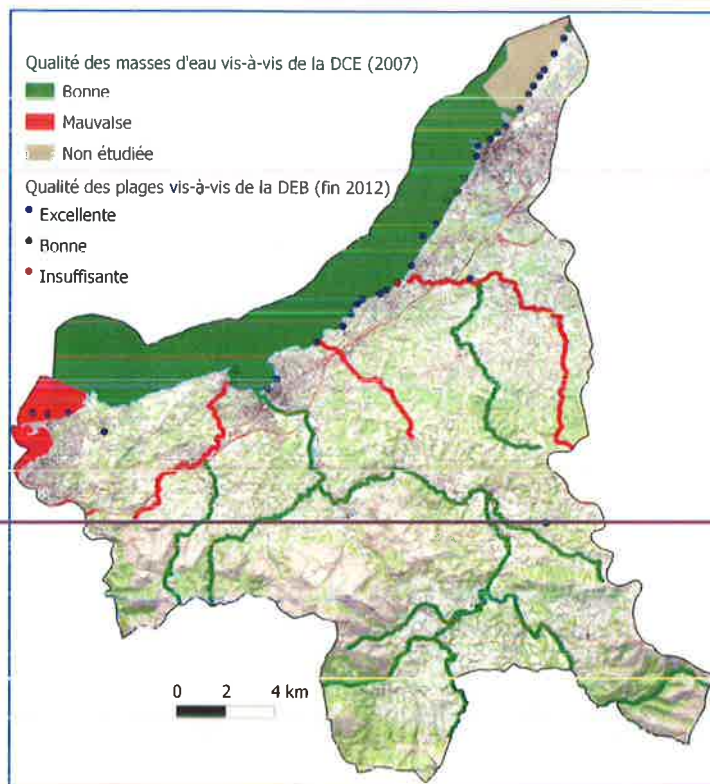 Qualité des masses d'eau vis-à-vis de la DCE (2007)
Bonne
Mauvalse
Non étudiée
Qualité des plages vis-à-vis de la DEB (fin 2012)
Excellente
Bonne
Insuffisante
0 2 4 km